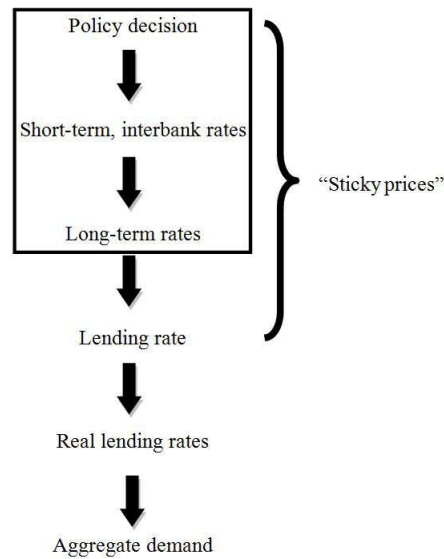 Policy decision
Short-term, interbank rates
“Sticky prices”
Long-term rates
Lending rate
Real lending rates
Aggregate demand